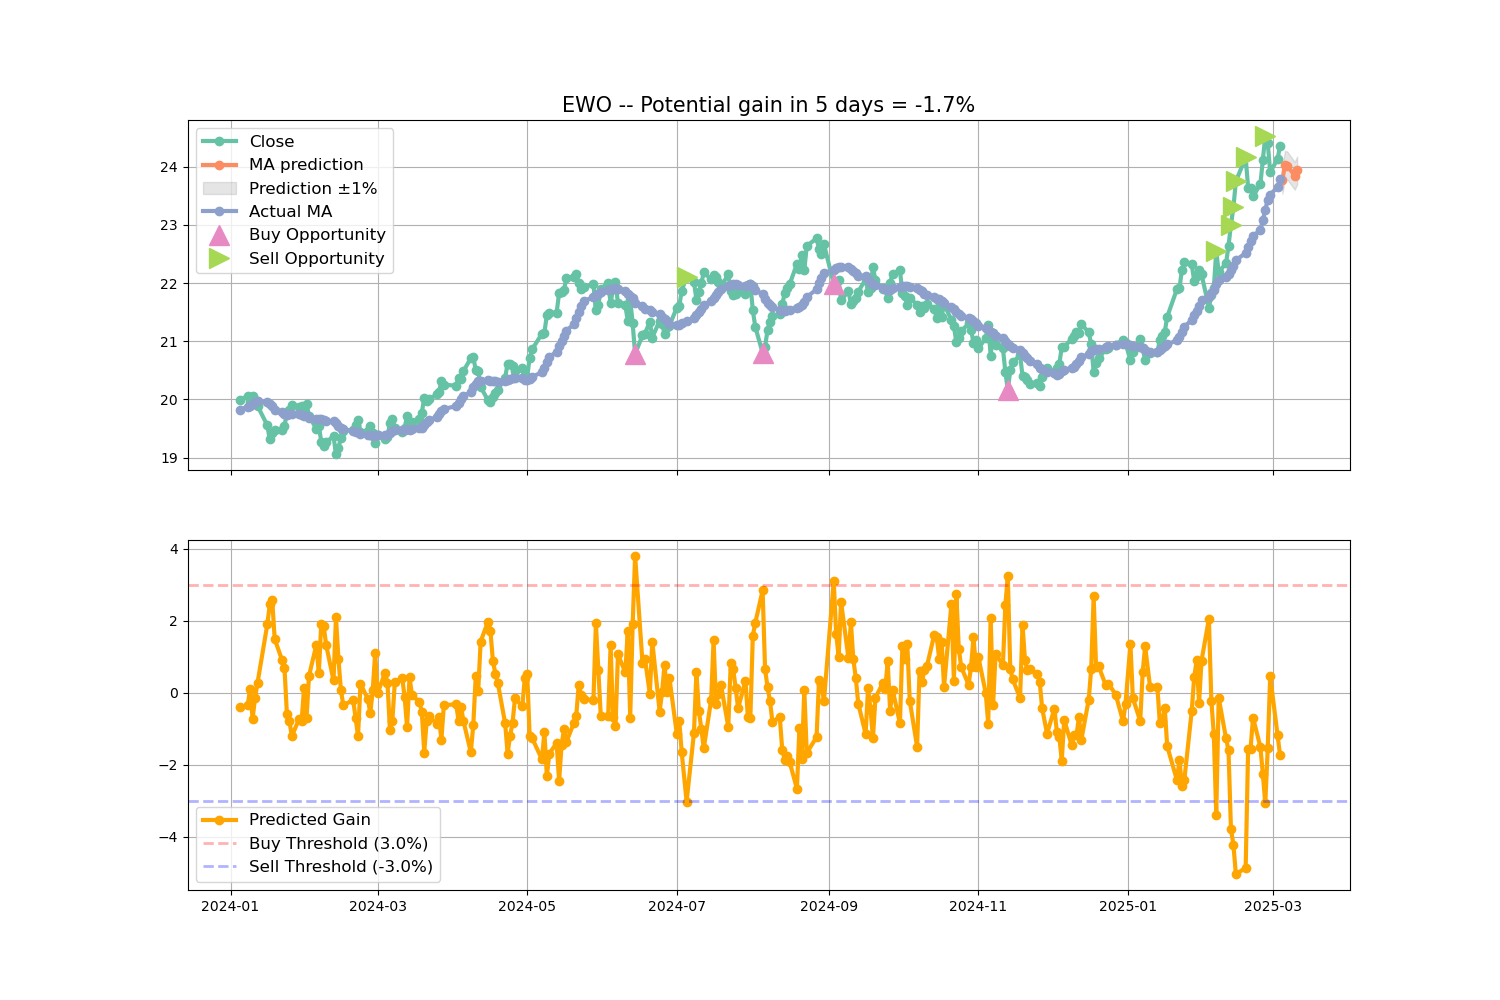 EWO -- Potential gain in 5 days = -1.7%
Close
MA prediction
Prediction ±1%
Actual MA
Buy Opportunity
Sell Opportunity
24
23
22
21
20
19
4
2
0
−2
−4
Predicted Gain
Buy Threshold (3.0%)
Sell Threshold (-3.0%)
2024-01 2024-03 2024-05 2024-07 2024-09 2024-11 2025-01 2025-03